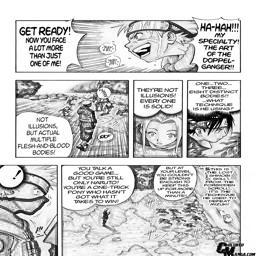 GET READY!
NOW YOU FACE
A LOT MORE
THAN JUST
ONE OF ME!
HA-HAH!!!
MY
SPECIALTY!
THE ART
OF THE
DOPPEL-
GANGER!!
THEY'RE NOT
ILLUSIONS!
EVERY ONE
IS SOLID!
ONE...TWO...
THREE...
EIGHT DISTINCT
BODIES!
WHAT
TECHNIQUE
IS HE USING?
NOT
ILLUSIONS,
BUT ACTUAL
MULTIPLE
FLESH-AND-BLOOD
BODIES!
YOU TALK A
GOOD GAME...
BUT YOU'RE STILL
ONLY NARUTO!
YOU'RE A ONE-TRICK
PONY WHO HASN'T
GOT WHAT IT
TAKES TO WIN!
BUT AT
YOUR LEVEL,
YOU COULDN'T
BE STRONG
ENOUGH TO
KEEP THIS
UP FOR MORE
THAN A
MINUTE!